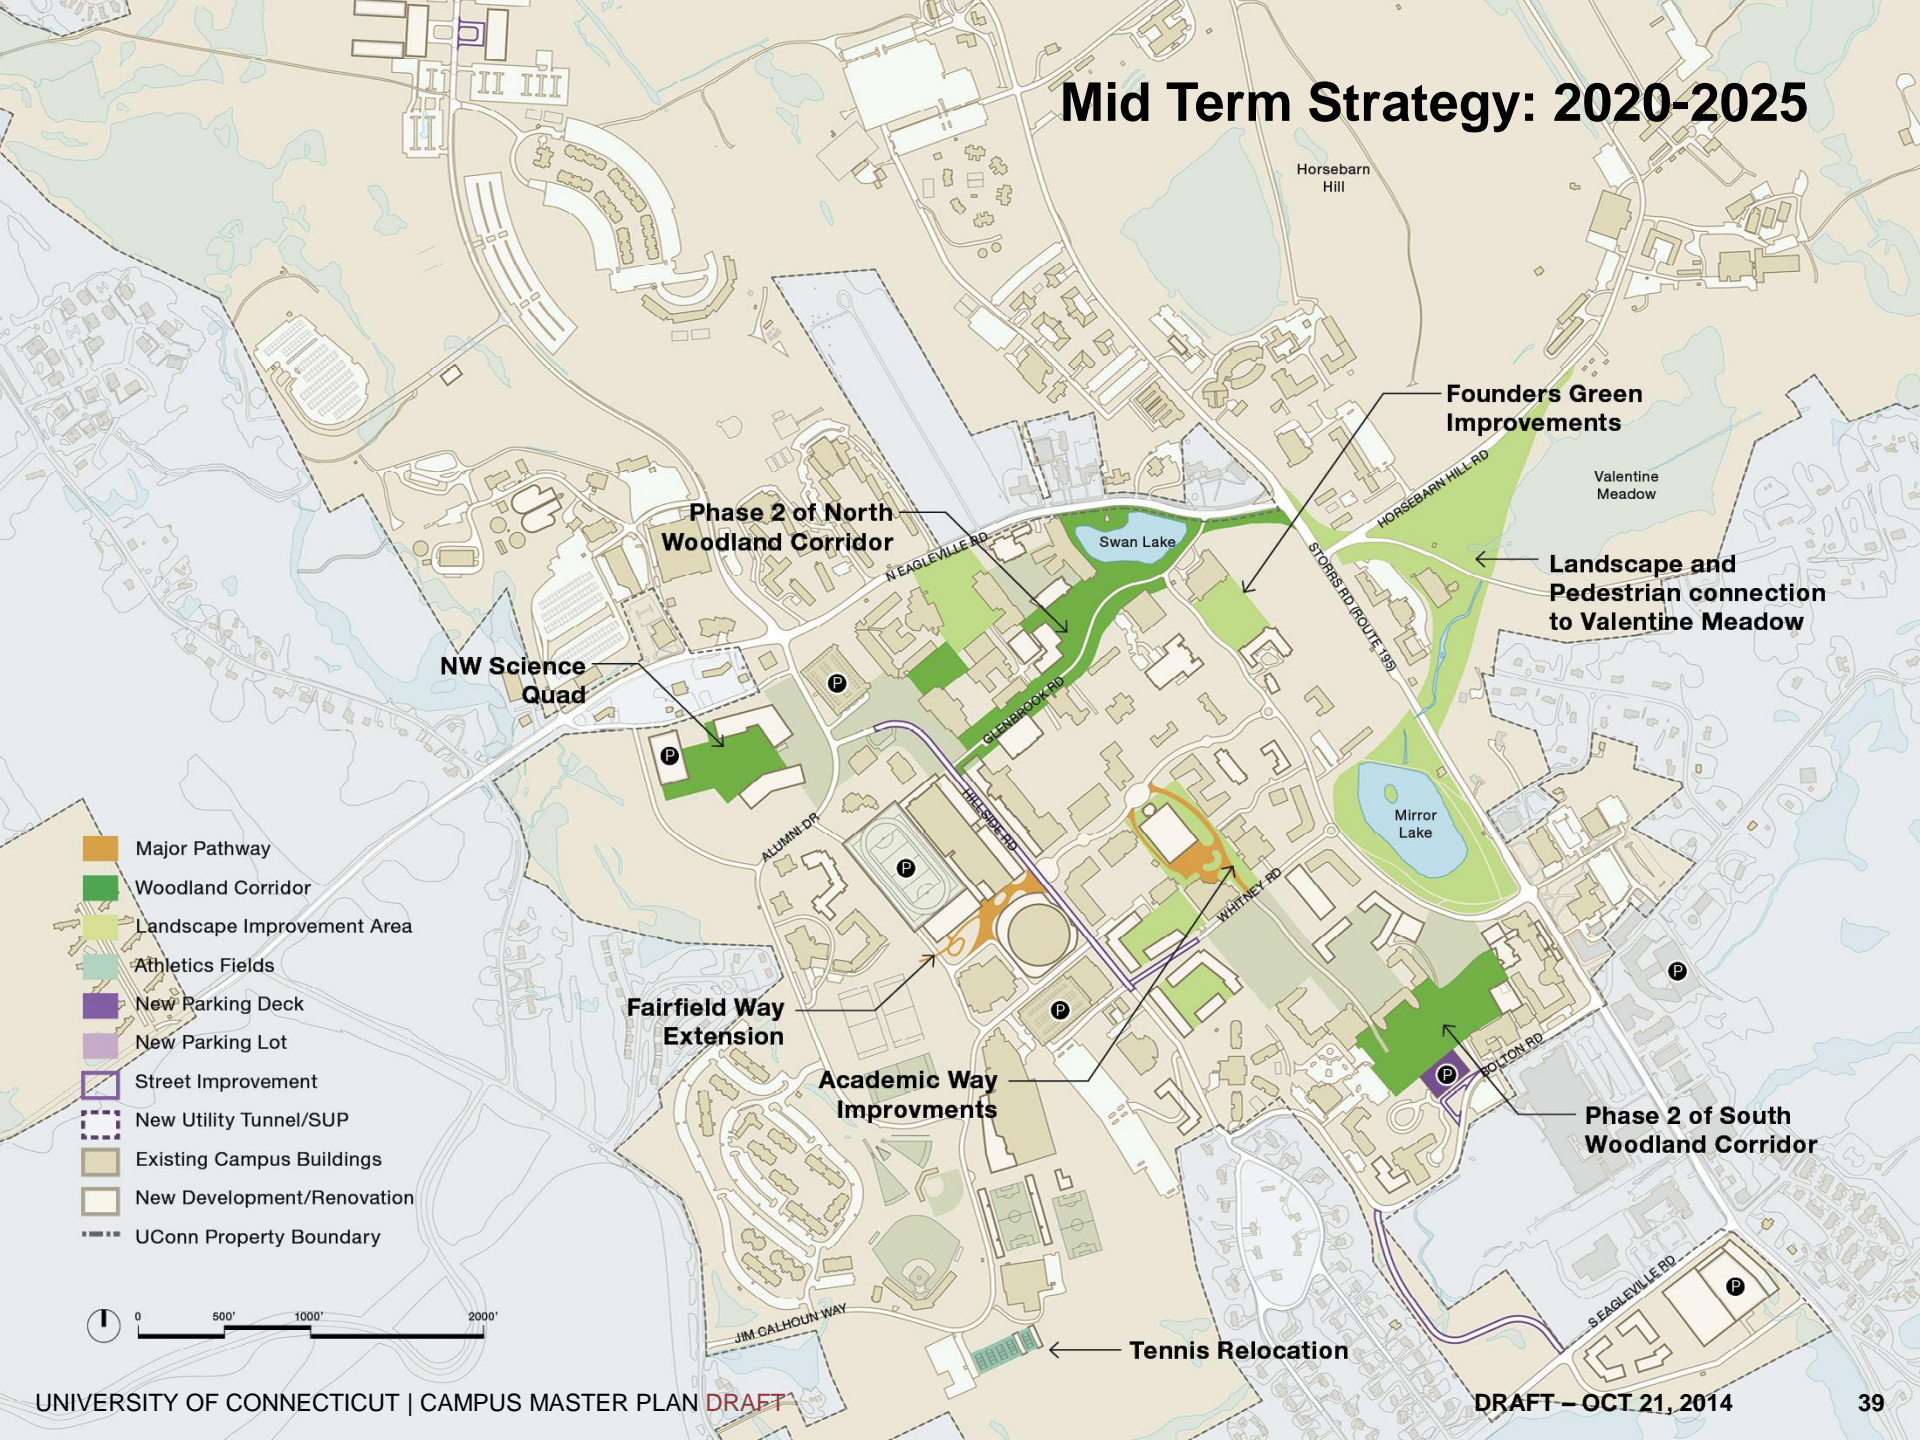 Mid Term Strategy: 2020-2025
Horsebarn
Hill
Founders Green
Improvements
Valentine
Meadow
HORSEBARN HILL RD
Phase 2 of North
Woodland Corridor
N EAGLEVILLE RD
Swan Lake
STORRS RD (ROUTE 195)
Landscape and
Pedestrian connection
to Valentine Meadow
NW Science
Quad
P
P
GLENBROOK RD
HILLSIDE RD
ALUMNI DR
P
Mirror
Lake
WHITNEY RD
Major Pathway
Woodland Corridor
Landscape Improvement Area
Athletics Fields
New Parking Deck
New Parking Lot
Street Improvement
New Utility Tunnel/SUP
Existing Campus Buildings
New Development/Renovation
UConn Property Boundary
Fairfield Way
Extension
P
P
Academic Way
Improvments
P
BOLTON RD
Phase 2 of South
Woodland Corridor
S EAGLEVILLE RD
P
JIM CALHOUN WAY
Tennis Relocation
0 500' 1000' 2000'
UNIVERSITY OF CONNECTICUT | CAMPUS MASTER PLAN DRAFT
DRAFT – OCT 21, 2014
39